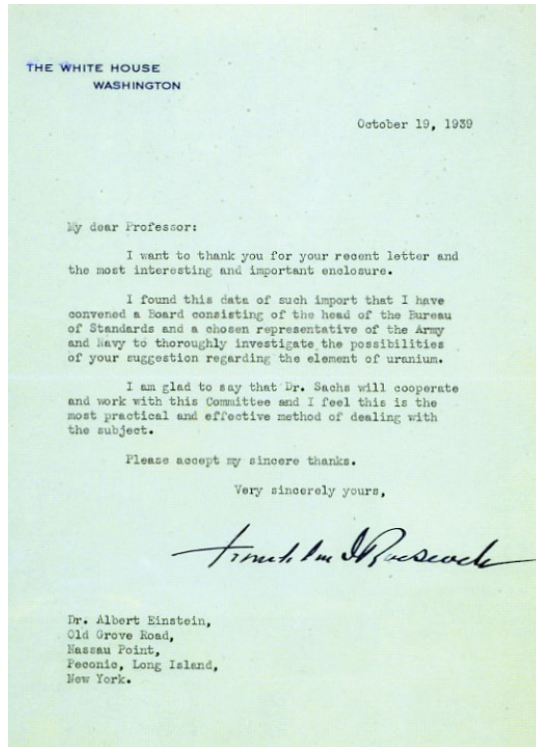 THE WHITE HOUSE
WASHINGTON
October 19, 1939
My dear Professor:
I want to thank you for your recent letter and
the most interesting and important enclosure.
I found this data of such import that I have
convened a Board consisting of the head of the Bureau
of Standards and a chosen representative of the Army
and Navy to thoroughly investigate the possibilities
of your suggestion regarding the element of uranium.
I am glad to say that Dr. Sachs will cooperate
and work with this Committee and I feel this is the
most practical and effective method of dealing with
the subject.
Please accept my sincere thanks.
Very sincerely yours,
Franklin D Roosevelt
Dr. Albert Einstein,
Old Grove Road,
Nassau Point,
Peconic, Long Island,
New York.